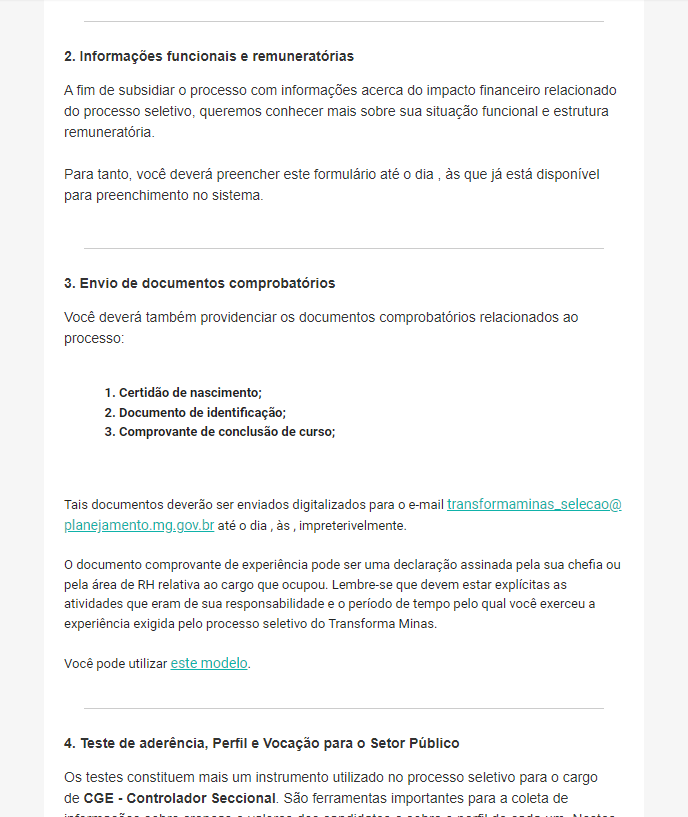 2. Informações funcionais e remuneratórias
A fim de subsidiar o processo com informações acerca do impacto financeiro relacionado
do processo seletivo, queremos conhecer mais sobre sua situação funcional e estrutura
remuneratória.
Para tanto, você deverá preencher este formulário até o dia , às que já está disponível
para preenchimento no sistema.
3. Envio de documentos comprobatórios
Você deverá também providenciar os documentos comprobatórios relacionados ao
processo:
1. Certidão de nascimento;
2. Documento de identificação;
3. Comprovante de conclusão de curso;
Tais documentos deverão ser enviados digitalizados para o e-mail transformaminas_selecao@
planejamento.mg.gov.br até o dia , às , impreterivelmente.
O documento comprovante de experiência pode ser uma declaração assinada pela sua chefia ou
pela área de RH relativa ao cargo que ocupou. Lembre-se que devem estar explícitas as
atividades que eram de sua responsabilidade e o período de tempo pelo qual você exerceu a
experiência exigida pelo processo seletivo do Transforma Minas.
Você pode utilizar este modelo.
4. Teste de aderência, Perfil e Vocação para o Setor Público
Os testes constituem mais um instrumento utilizado no processo seletivo para o cargo
de CGE - Controlador Seccional. São ferramentas importantes para a coleta de